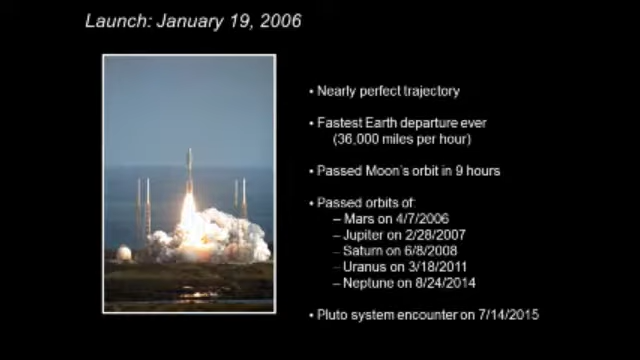 Launch: January 19, 2006
• Nearly perfect trajectory
• Fastest Earth departure ever
(36,000 miles per hour)
• Passed Moon's orbit in 9 hours
• Passed orbits of:
– Mars on 4/7/2006
– Jupiter on 2/28/2007
– Saturn on 6/8/2008
– Uranus on 3/18/2011
– Neptune on 8/24/2014
• Pluto system encounter on 7/14/2015